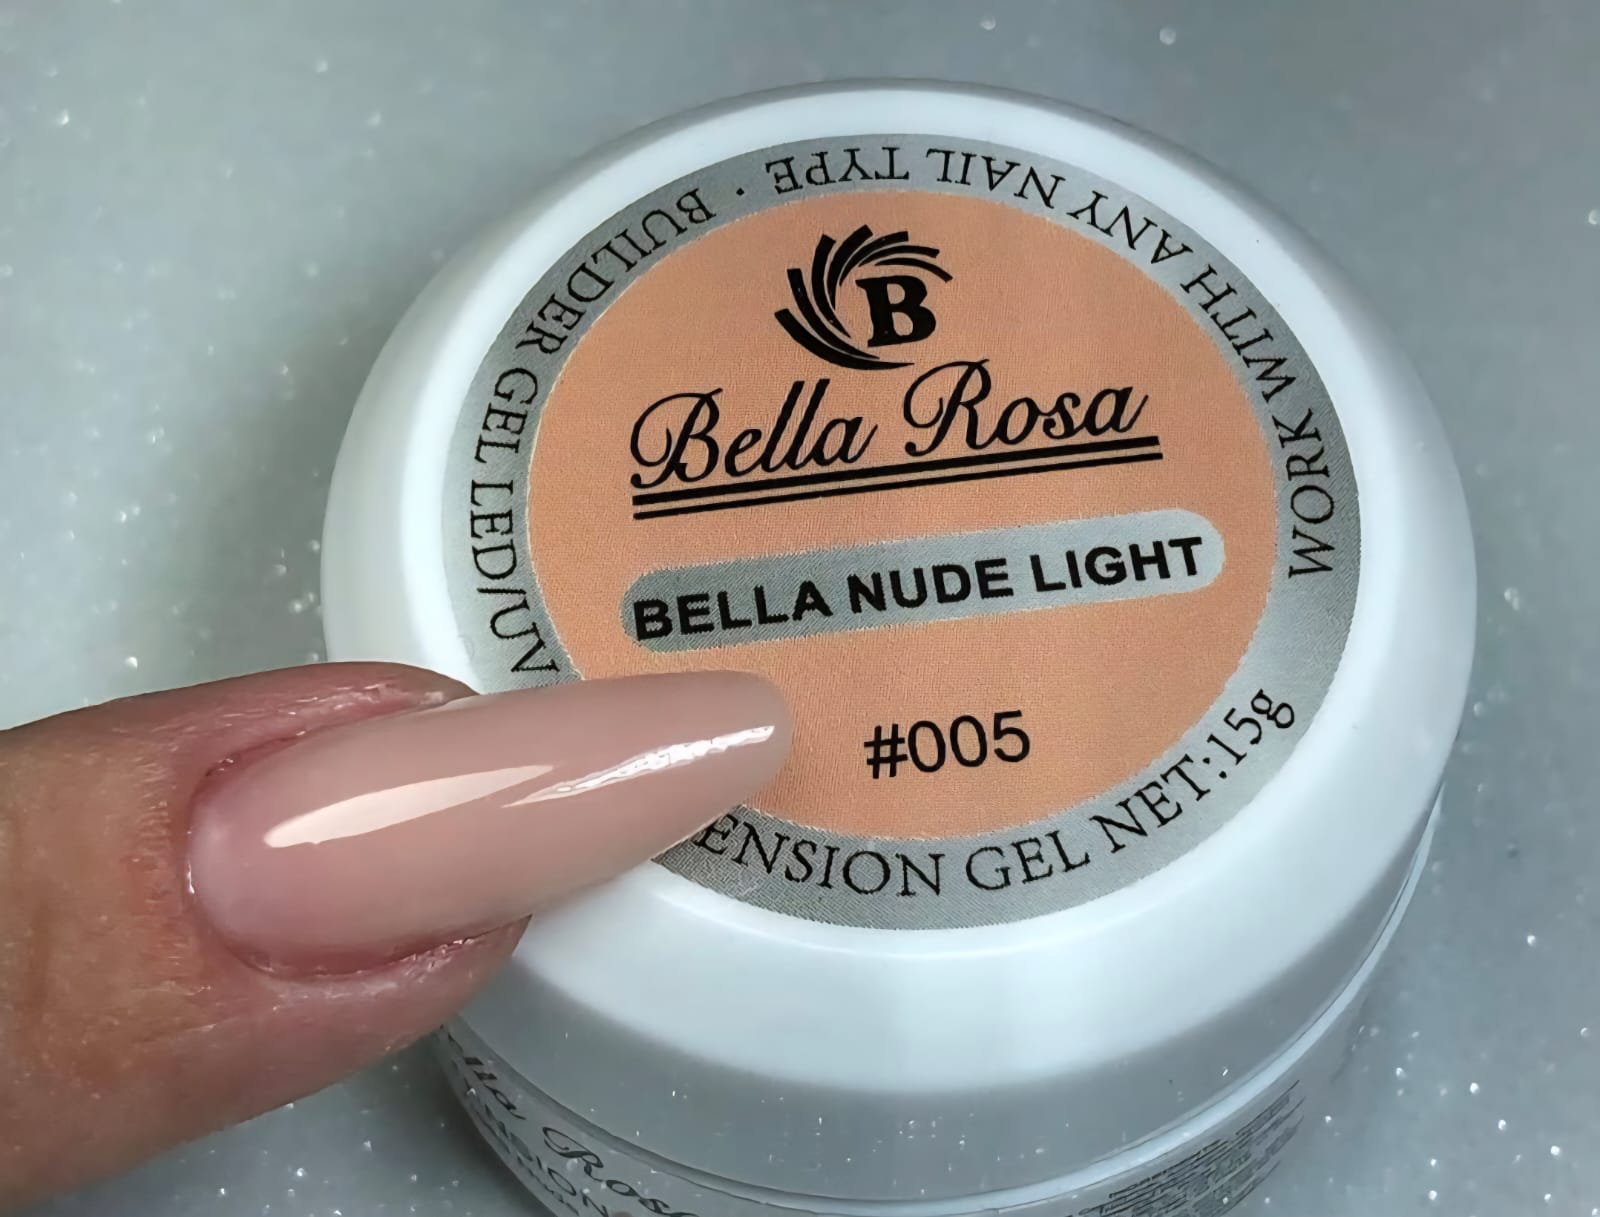 B
Bella Rosa
BELLA NUDE LIGHT
#005
WORK WITH ANY NAIL TYPE · BUILDER GEL LED/UV
ENSION GEL NET:15g